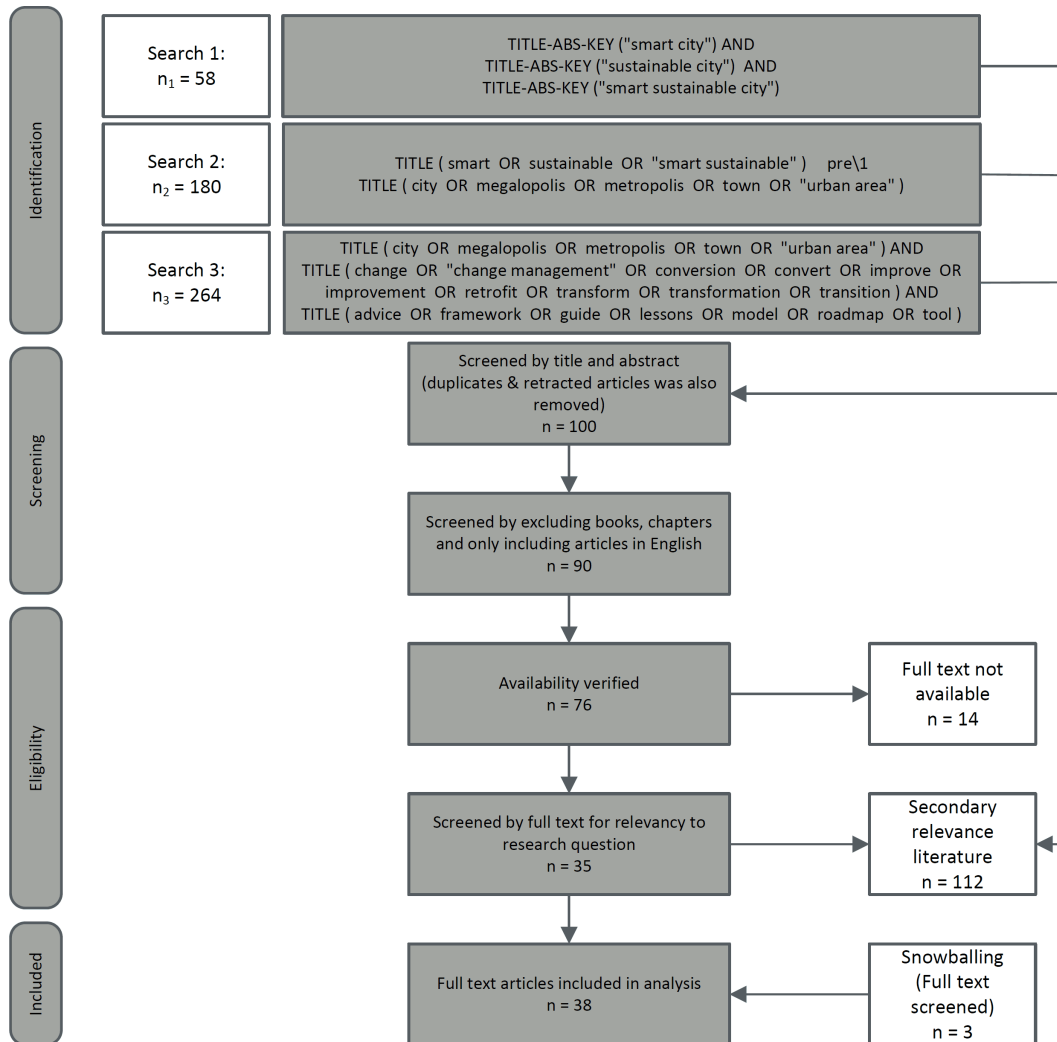 Identification
Search 1:
n₁ = 58
TITLE-ABS-KEY ("smart city") AND
TITLE-ABS-KEY ("sustainable city") AND
TITLE-ABS-KEY ("smart sustainable city")
Search 2:
n₂ = 180
TITLE ( smart OR sustainable OR "smart sustainable" ) pre\1
TITLE ( city OR megalopolis OR metropolis OR town OR "urban area" )
Search 3:
n₃ = 264
TITLE ( city OR megalopolis OR metropolis OR town OR "urban area" ) AND
TITLE ( change OR "change management" OR conversion OR convert OR improve OR
improvement OR retrofit OR transform OR transformation OR transition ) AND
TITLE ( advice OR framework OR guide OR lessons OR model OR roadmap OR tool )
Screening
Screened by title and abstract
(duplicates & retracted articles was also
removed)
n = 100
Screened by excluding books, chapters
and only including articles in English
n = 90
Eligibility
Availability verified
n = 76
Full text not
available
n = 14
Screened by full text for relevancy to
research question
n = 35
Secondary
relevance
literature
n = 112
Included
Full text articles included in analysis
n = 38
Snowballing
(Full text
screened)
n = 3